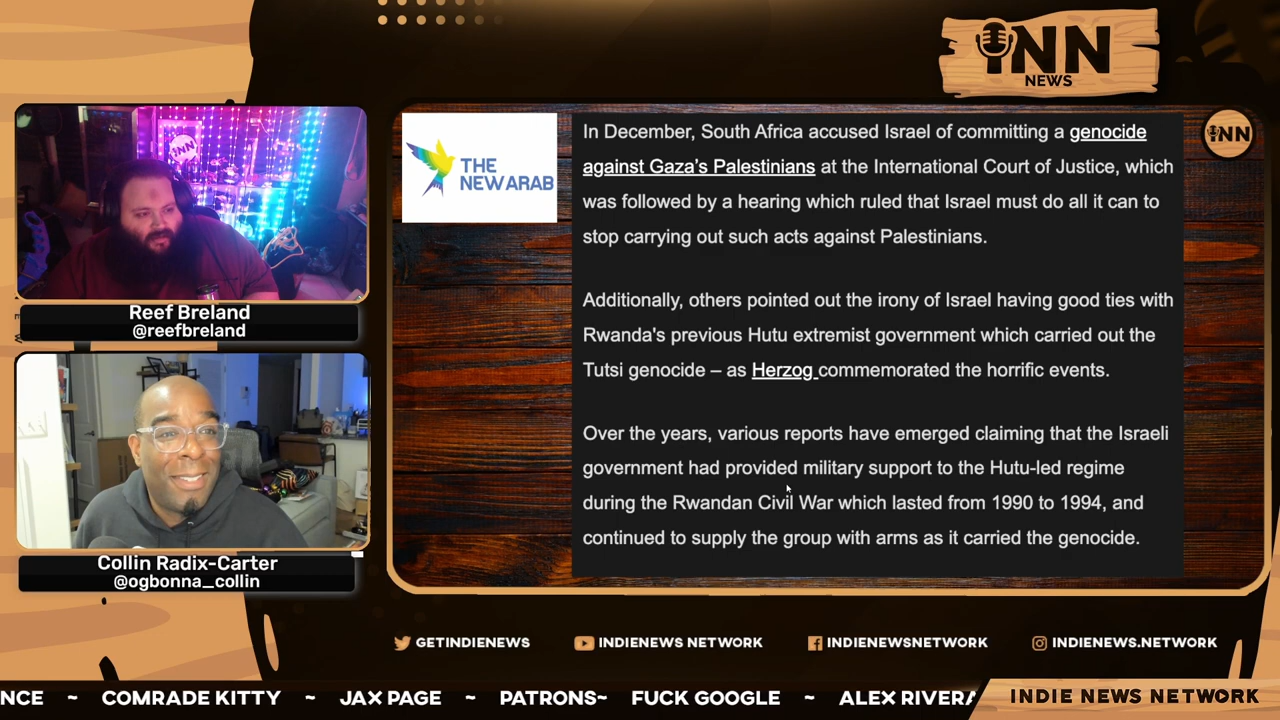 INN
NEWS
THE
NEWARAB
In December, South Africa accused Israel of committing a genocide
against Gaza's Palestinians at the International Court of Justice, which
was followed by a hearing which ruled that Israel must do all it can to
stop carrying out such acts against Palestinians.
Additionally, others pointed out the irony of Israel having good ties with
Rwanda's previous Hutu extremist government which carried out the
Tutsi genocide – as Herzog commemorated the horrific events.
Over the years, various reports have emerged claiming that the Israeli
government had provided military support to the Hutu-led regime
during the Rwandan Civil War which lasted from 1990 to 1994, and
continued to supply the group with arms as it carried the genocide.
INN
Reef Breland
@reefbreland
Collin Radix-Carter
@ogbonna_collin
GETINDIENEWS
INDIENEWS NETWORK
INDIENEWSNETWORK
INDIENEWS.NETWORK
NCE ~ COMRADE KITTY ~ JAX PAGE ~ PATRONS~ FUCK GOOGLE ~ ALEX RIVERA
INDIE NEWS NETWORK